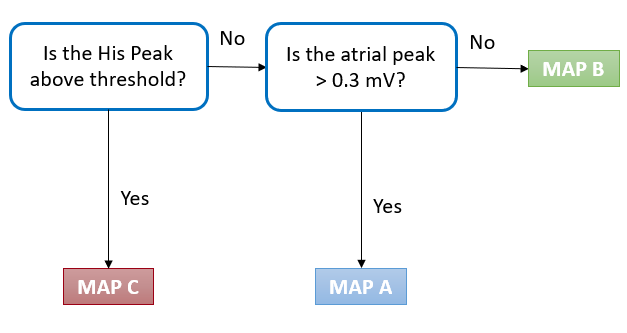 Is the His Peak
above threshold?
No
Is the atrial peak
> 0.3 mV?
No
MAP B
Yes
Yes
MAP C
MAP A